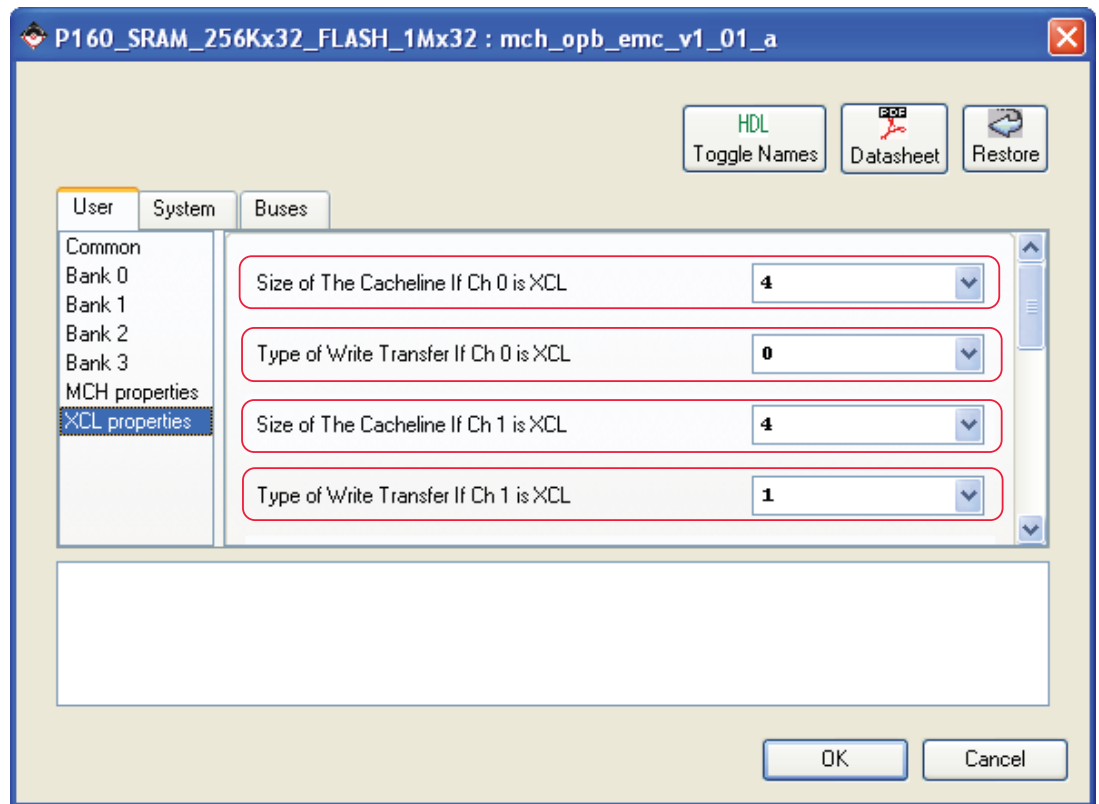 P160_SRAM_256Kx32_FLASH_1Mx32 : mch_opb_emc_v1_01_a
HDL
Toggle Names
PDF
Datasheet
Restore
User
System
Buses
Common
Bank 0
Bank 1
Bank 2
Bank 3
MCH properties
XCL properties
Size of The Cacheline If Ch 0 is XCL 4
Type of Write Transfer If Ch 0 is XCL 0
Size of The Cacheline If Ch 1 is XCL 4
Type of Write Transfer If Ch 1 is XCL 1
OK
Cancel